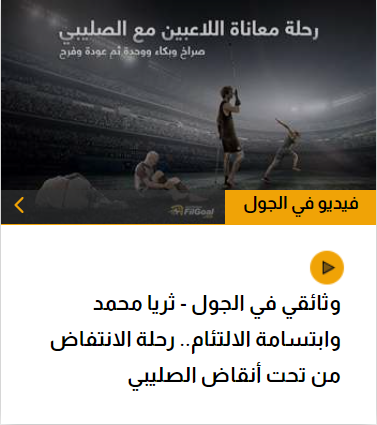 رحلة معاناة اللاعبين مع الصليبي
صراخ وبكاء ووحدة ثم عودة وفرح
FilGoal
فيديو في الجول
وثائقي في الجول - ثريا محمد
وابتسامة الالتئام.. رحلة الانتفاض
من تحت أنقاض الصليبي